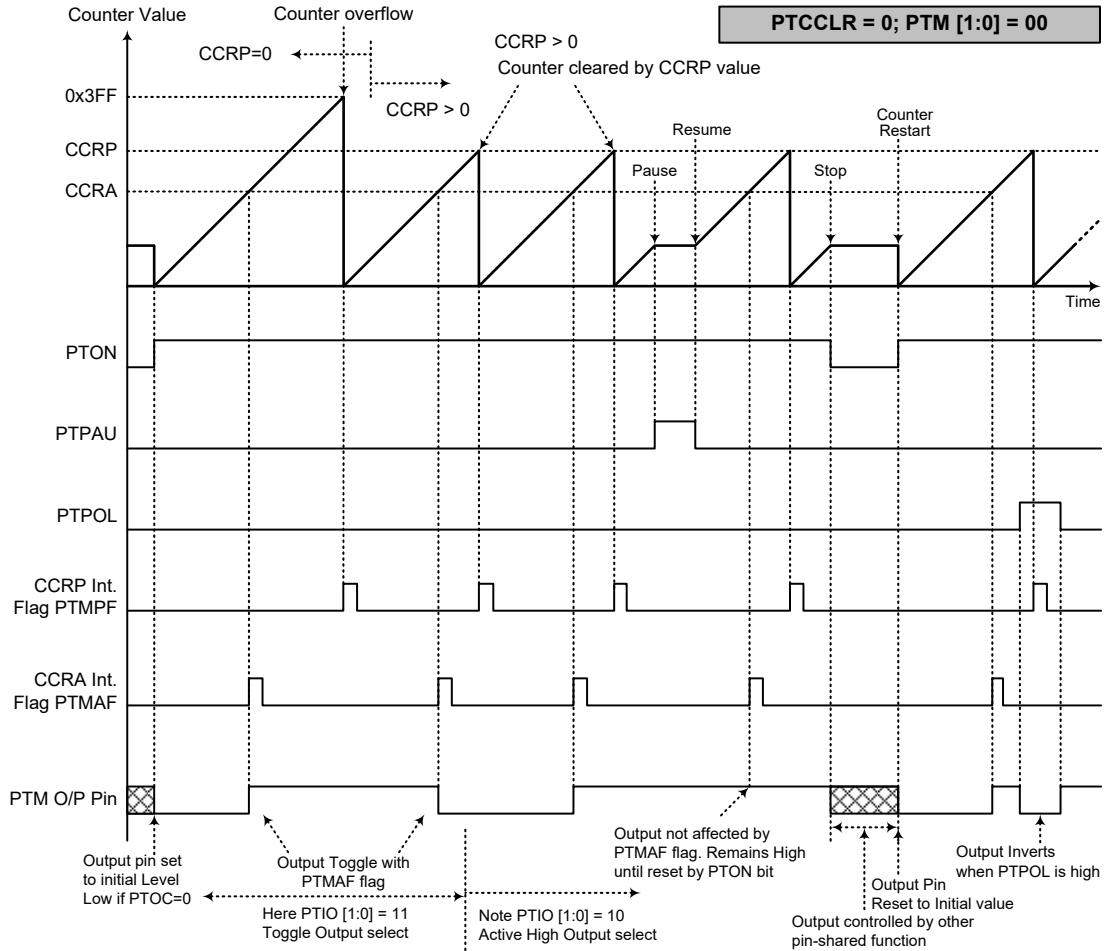 Counter Value
Counter overflow
PTCCLR = 0; PTM [1:0] = 00
CCRP=0
CCRP > 0
CCRP > 0
Counter cleared by CCRP value
0x3FF
CCRP
CCRA
Pause
Resume
Stop
Counter
Restart
Time
PTON
PTPAU
PTPOL
CCRP Int.
Flag PTMPF
CCRA Int.
Flag PTMAF
PTM O/P Pin
Output pin set
to initial Level
Low if PTOC=0
Output Toggle with
PTMAF flag
Here PTIO [1:0] = 11
Toggle Output select
Note PTIO [1:0] = 10
Active High Output select
Output not affected by
PTMAF flag. Remains High
until reset by PTON bit
Output Pin
Reset to Initial value
Output controlled by other
pin-shared function
Output Inverts
when PTPOL is high